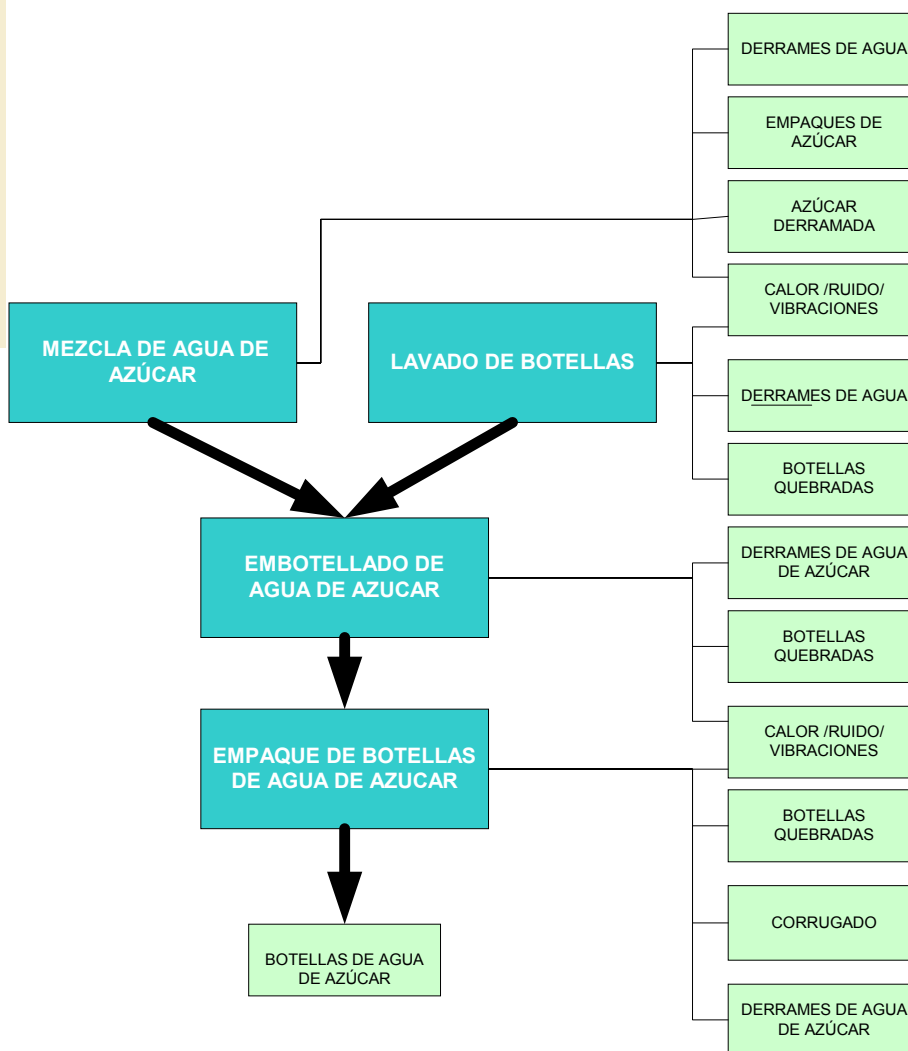 DERRAMES DE AGUA
EMPAQUES DE
AZÚCAR
AZÚCAR
DERRAMADA
CALOR /RUIDO/
VIBRACIONES
MEZCLA DE AGUA DE
AZÚCAR
LAVADO DE BOTELLAS
DERRAMES DE AGUA
BOTELLAS
QUEBRADAS
EMBOTELLADO DE
AGUA DE AZUCAR
DERRAMES DE AGUA
DE AZÚCAR
BOTELLAS
QUEBRADAS
EMPAQUE DE BOTELLAS
DE AGUA DE AZUCAR
CALOR /RUIDO/
VIBRACIONES
BOTELLAS
QUEBRADAS
CORRUGADO
BOTELLAS DE AGUA
DE AZÚCAR
DERRAMES DE AGUA
DE AZÚCAR